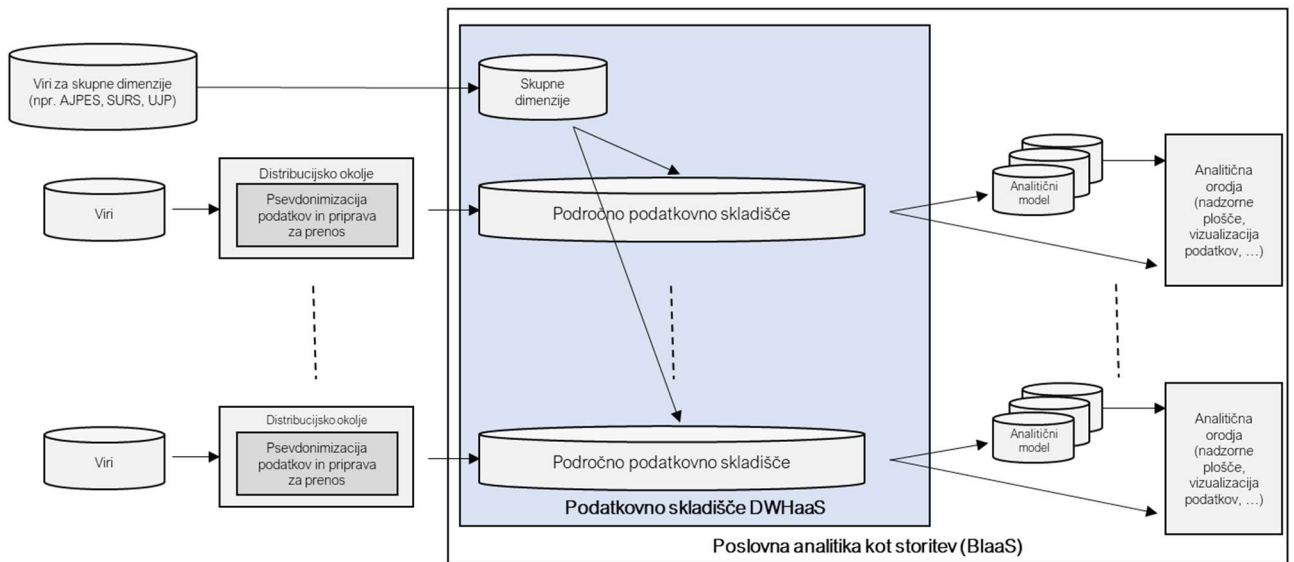 Viri za skupne dimenzije
(npr. AJPES, SURS, UJP)
Skupne
dimenzije
Viri
Distribucijsko okolje
Psevdonimizacija
podatkov in priprava
za prenos
Področno podatkovno skladišče
Analitični
model
Analitična
orodja
(nadzorne
plošče,
vizualizacija
podatkov, ...)
Viri
Distribucijsko okolje
Psevdonimizacija
podatkov in priprava
za prenos
Področno podatkovno skladišče
Analitični
model
Analitična
orodja
(nadzorne
plošče,
vizualizacija
podatkov, ...)
Podatkovno skladišče DWHaaS
Poslovna analitika kot storitev (BIaaS)